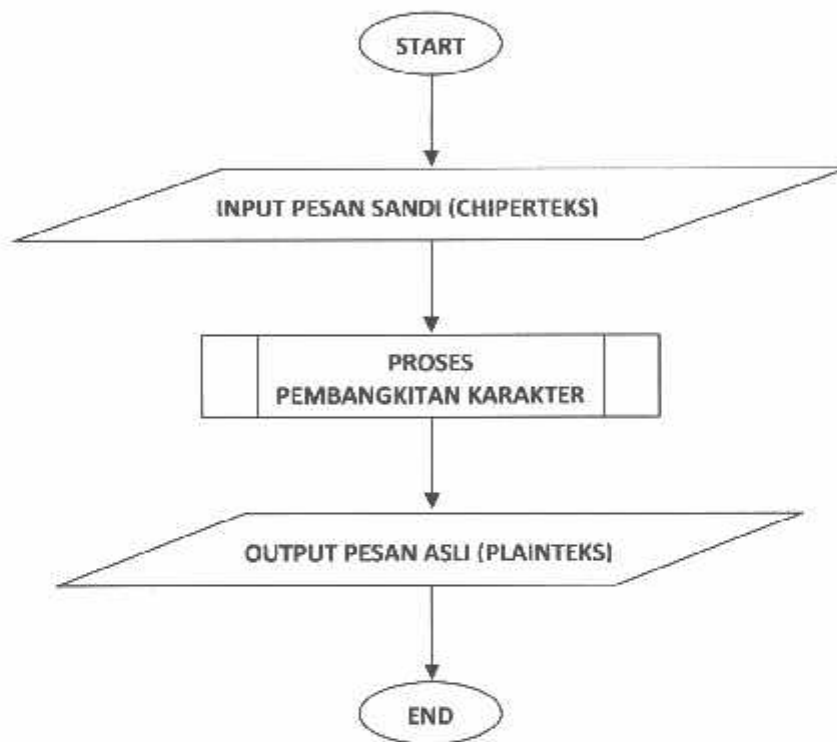 START
INPUT PESAN SANDI (CHIPERTEKS)
PROSES
PEMBANGKITAN KARAKTER
OUTPUT PESAN ASLI (PLAINTEKS)
END